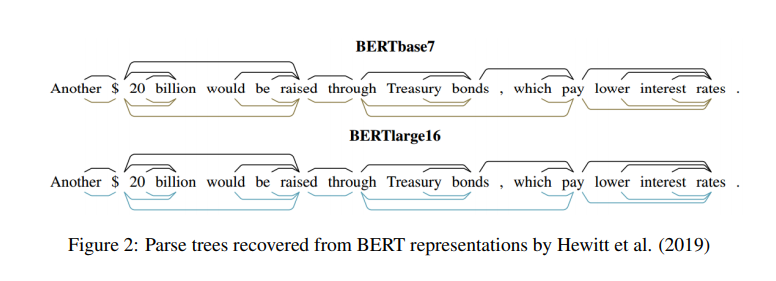 BERTbase7
Another $ 20 billion would be raised through Treasury bonds , which pay lower interest rates .
BERTlarge16
Another $ 20 billion would be raised through Treasury bonds , which pay lower interest rates .
Figure 2: Parse trees recovered from BERT representations by Hewitt et al. (2019)